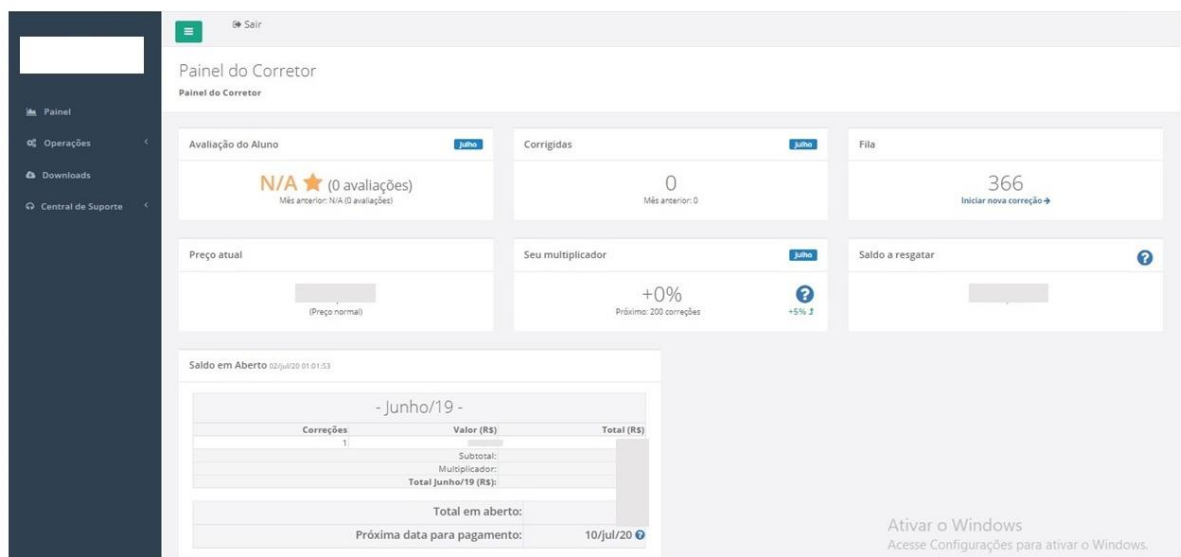 Sair
Painel do Corretor
Painel do Corretor
Painel
Operações
Downloads
Central de Suporte
Avaliação do Aluno Julho
N/A (0 avaliações)
Mês anterior: N/A (0 avaliações)
Corrigidas Julho
0
Mês anterior: 0
Fila
366
Iniciar nova correção
Preço atual
(Preço normal)
Seu multiplicador Julho
+0%
Próximo: 200 correções
+5%
Saldo a resgatar
Saldo em Aberto 02/jul/20 01:01:53
- Junho/19 -
Correções Valor (R$) Total (R$)
1
Subtotal:
Multiplicador:
Total Junho/19 (R$):
Total em aberto:
Próxima data para pagamento: 10/jul/20
Ativar o Windows
Acesse Configurações para ativar o Windows.